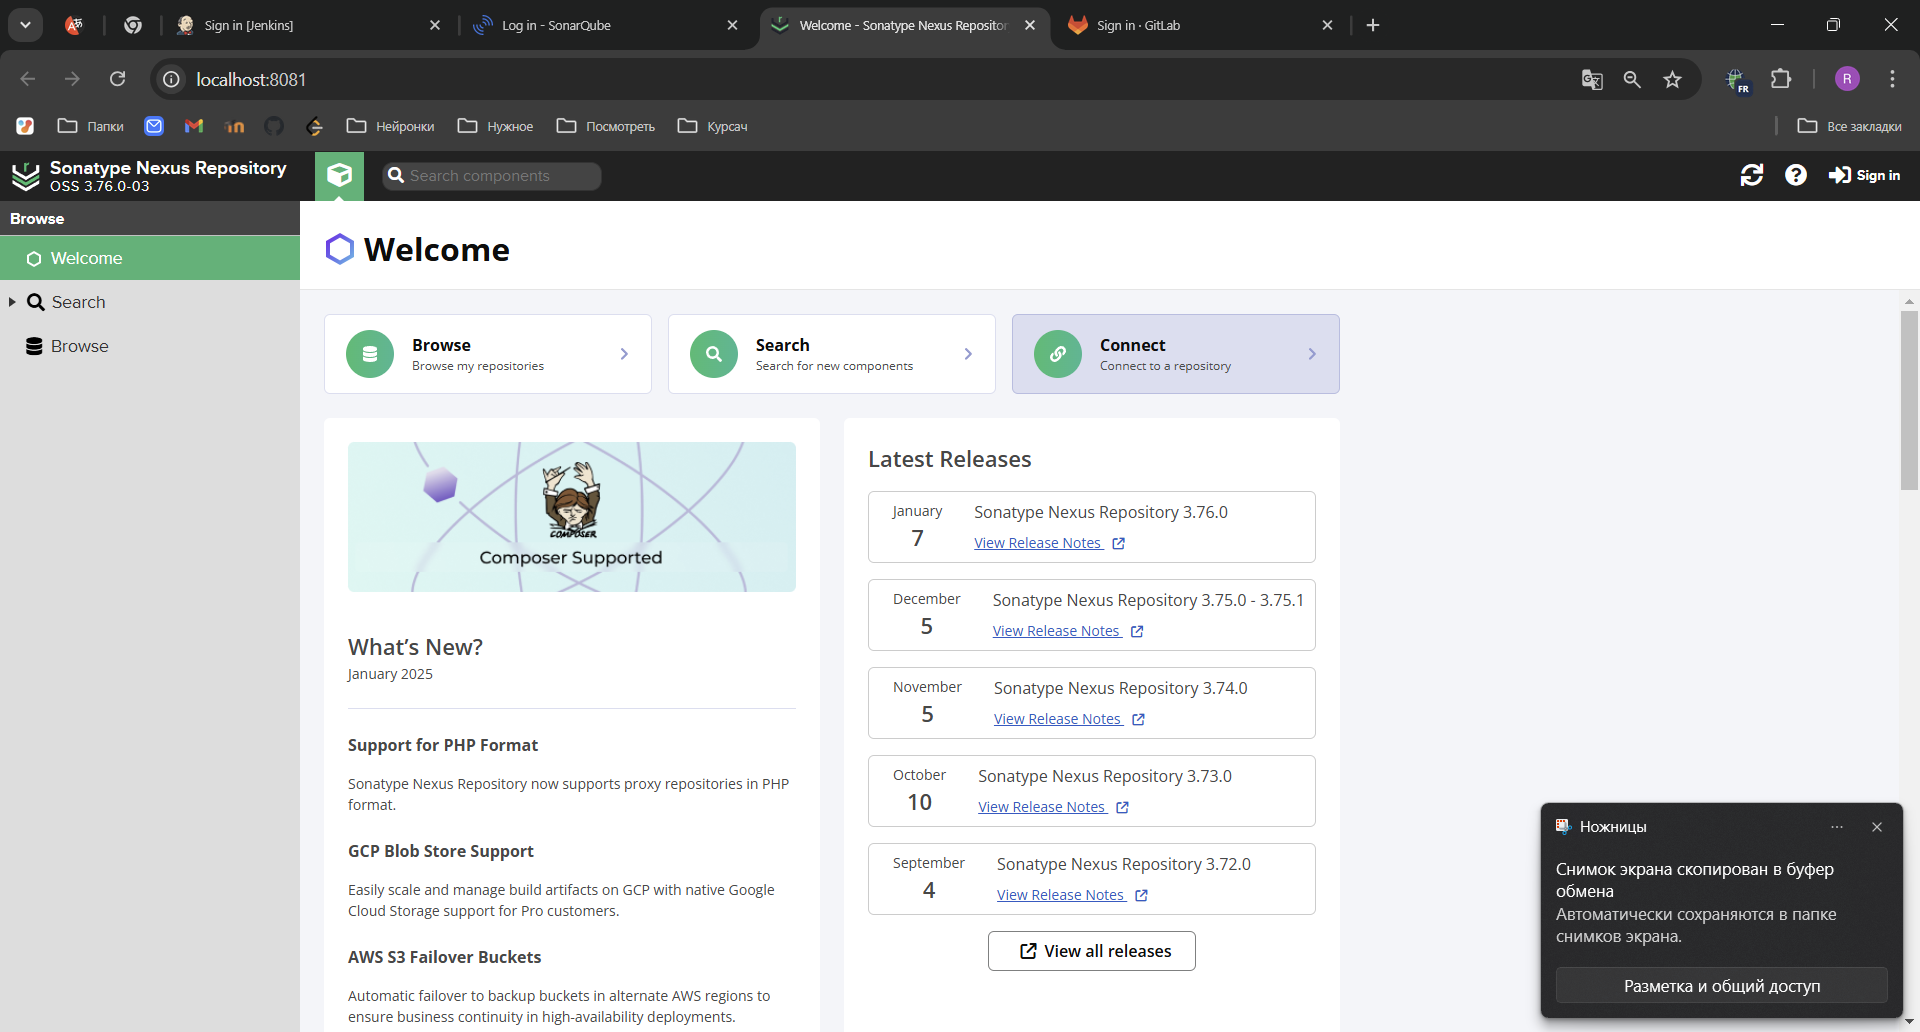 Sign in [Jenkins]
Log in - SonarQube
Welcome - Sonatype Nexus Repositor
Sign in · GitLab
localhost:8081
FR
R
Папки
Нейронки
Нужное
Посмотреть
Курсач
Все закладки
Sonatype Nexus Repository
OSS 3.76.0-03
Search components
Sign in
Browse
Welcome
Search
Browse
Welcome
Browse
Browse my repositories
Search
Search for new components
Connect
Connect to a repository
COMPOSER
Composer Supported
What’s New?
January 2025
Support for PHP Format
Sonatype Nexus Repository now supports proxy repositories in PHP
format.
GCP Blob Store Support
Easily scale and manage build artifacts on GCP with native Google
Cloud Storage support for Pro customers.
AWS S3 Failover Buckets
Automatic failover to backup buckets in alternate AWS regions to
ensure business continuity in high-availability deployments.
Latest Releases
January
7
Sonatype Nexus Repository 3.76.0
View Release Notes
December
5
Sonatype Nexus Repository 3.75.0 - 3.75.1
View Release Notes
November
5
Sonatype Nexus Repository 3.74.0
View Release Notes
October
10
Sonatype Nexus Repository 3.73.0
View Release Notes
September
4
Sonatype Nexus Repository 3.72.0
View Release Notes
View all releases
Ножницы
Снимок экрана скопирован в буфер
обмена
Автоматически сохраняются в папке
снимков экрана.
Разметка и общий доступ